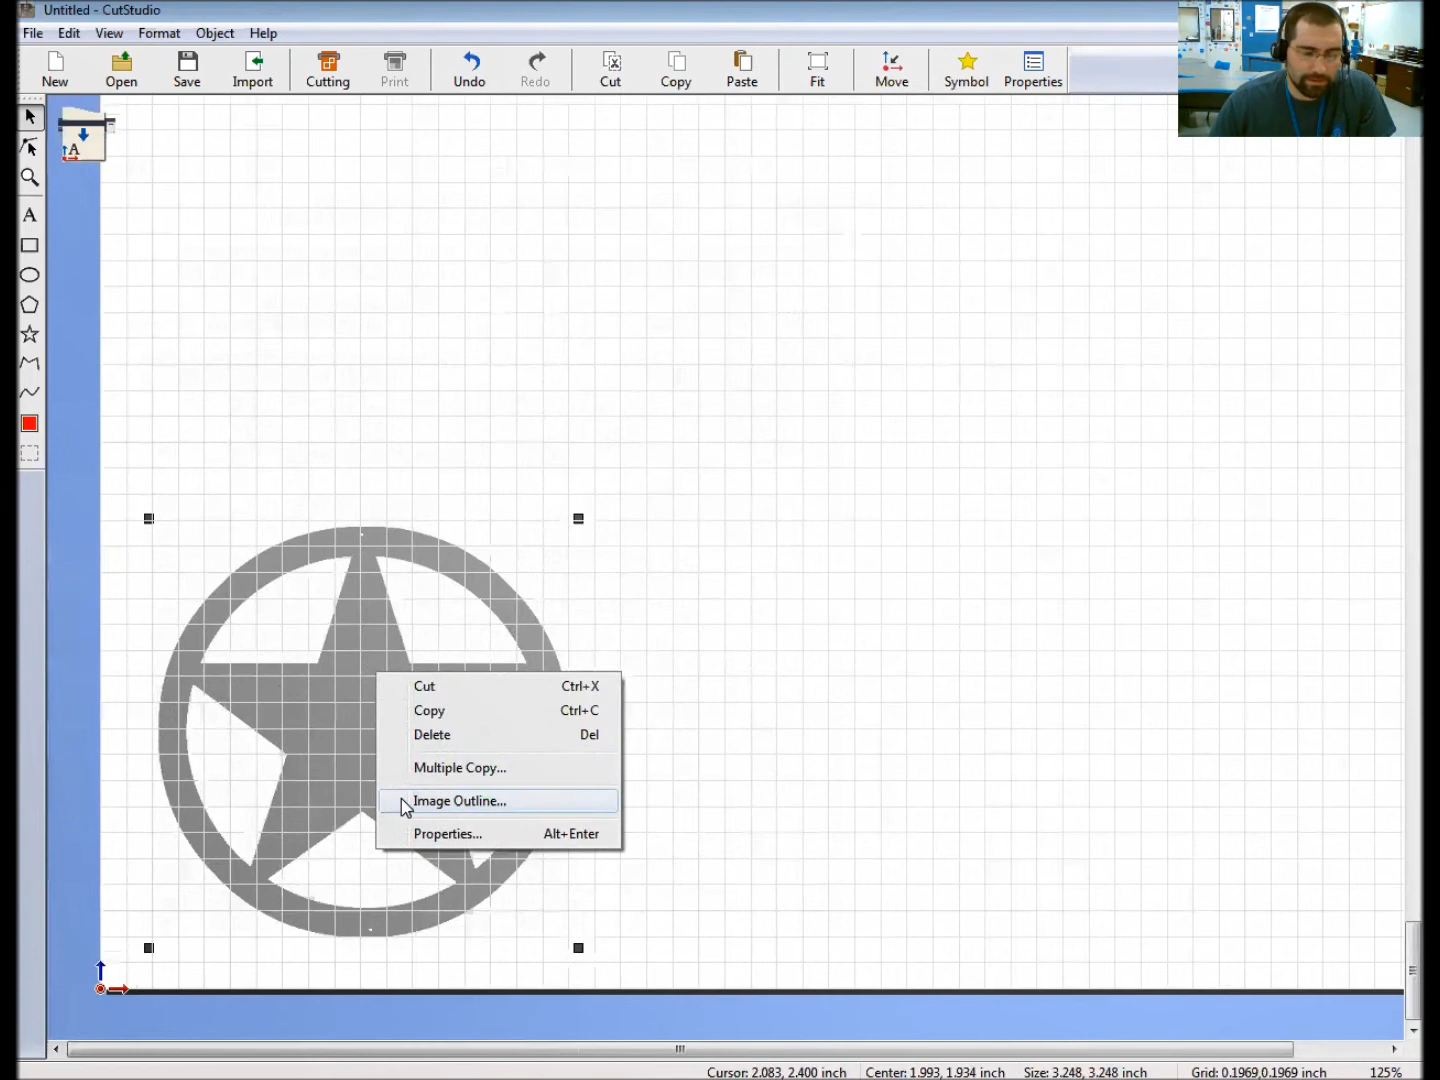 Untitled - CutStudio
File Edit View Format Object Help
New Open Save Import Cutting Print Undo Redo Cut Copy Paste Fit Move Symbol Properties
A
A
Cut Ctrl+X
Copy Ctrl+C
Delete Del
Multiple Copy...
Image Outline...
Properties... Alt+Enter
Cursor: 2.083, 2.400 inch Center: 1.993, 1.934 inch Size: 3.248, 3.248 inch Grid: 0.1969,0.1969 inch 125%